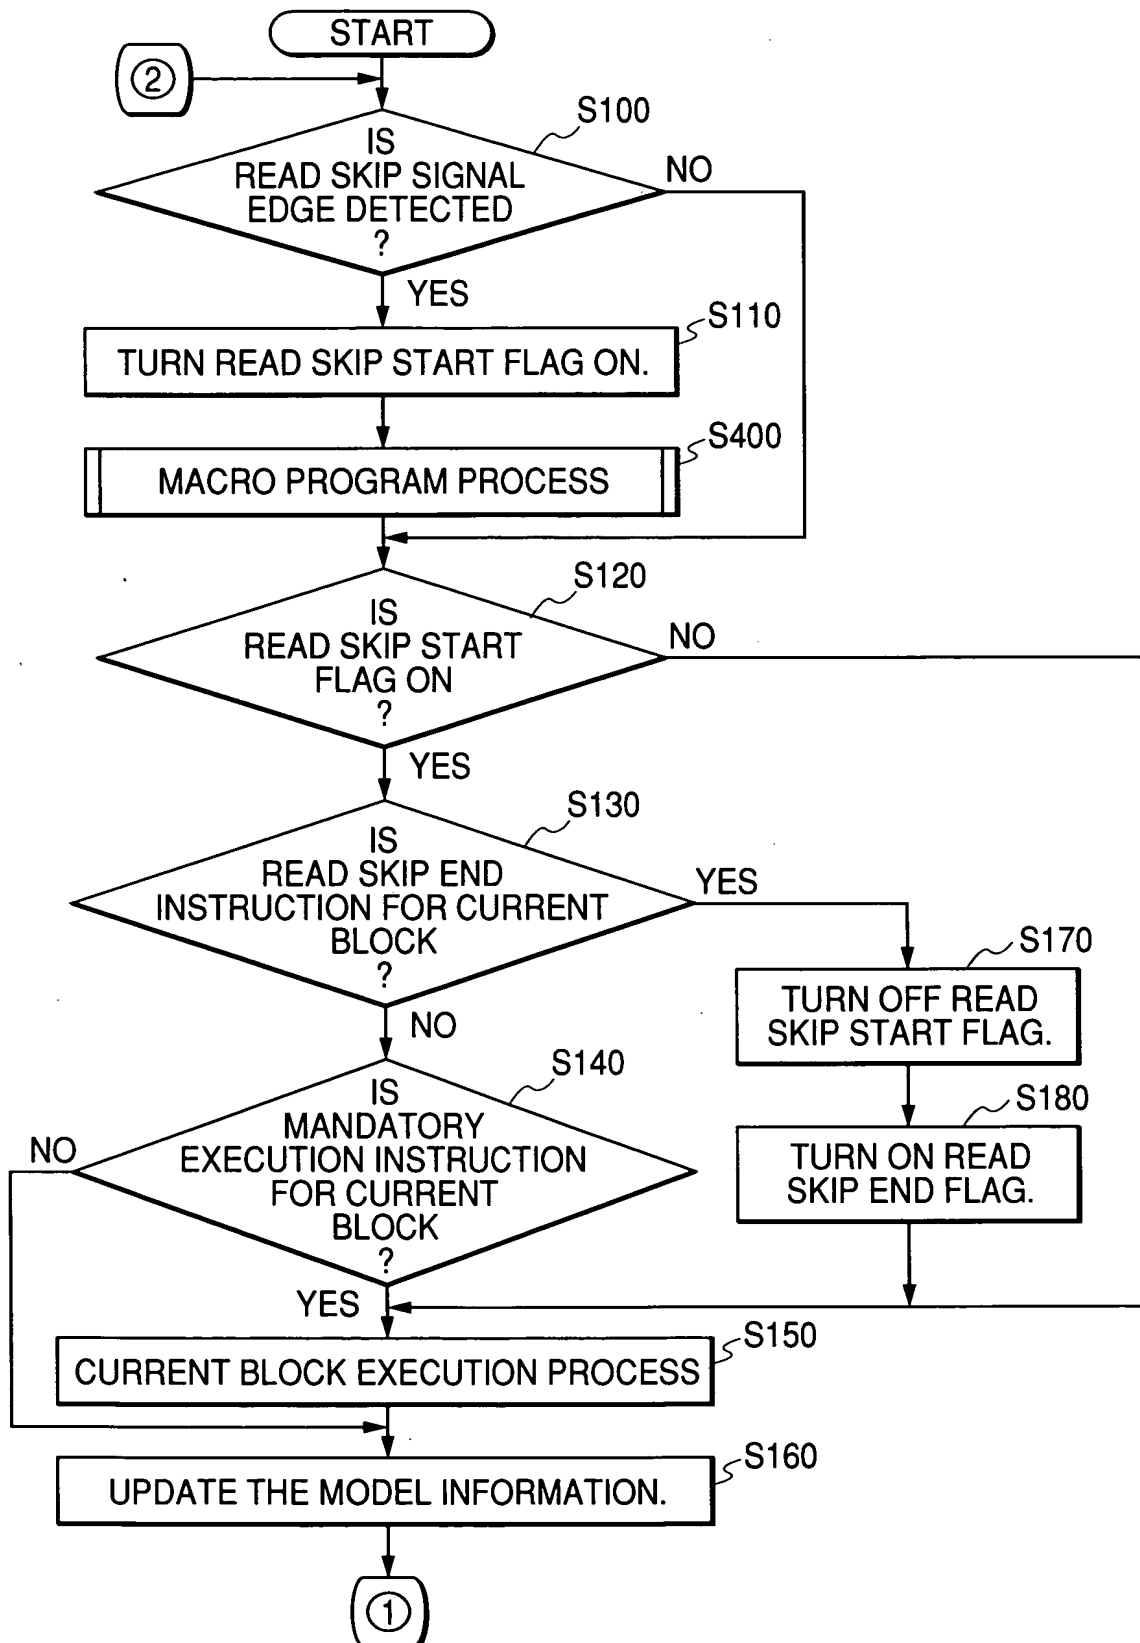 START
②
S100
IS
READ SKIP SIGNAL
EDGE DETECTED
?
NO
YES
S110
TURN READ SKIP START FLAG ON.
S400
MACRO PROGRAM PROCESS
S120
IS
READ SKIP START
FLAG ON
?
NO
YES
S130
IS
READ SKIP END
INSTRUCTION FOR CURRENT
BLOCK
?
YES
NO
S170
TURN OFF READ
SKIP START FLAG.
S180
TURN ON READ
SKIP END FLAG.
S140
IS
MANDATORY
EXECUTION INSTRUCTION
FOR CURRENT
BLOCK
?
NO
YES
S150
CURRENT BLOCK EXECUTION PROCESS
S160
UPDATE THE MODEL INFORMATION.
①